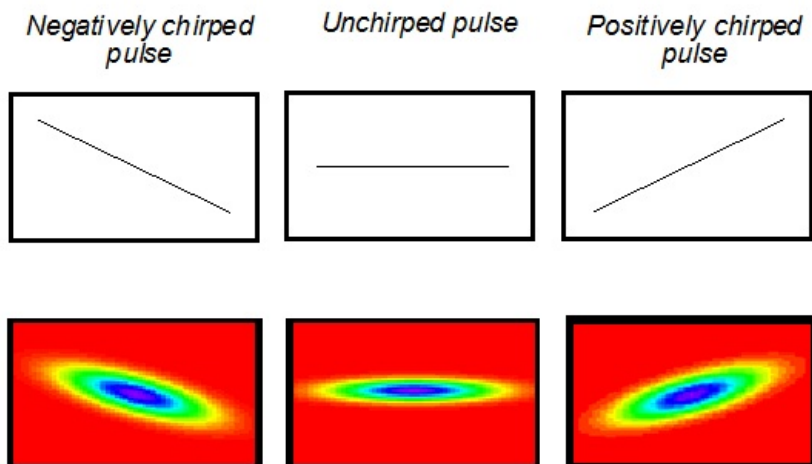 Negatively chirped
pulse
Unchirped pulse
Positively chirped
pulse